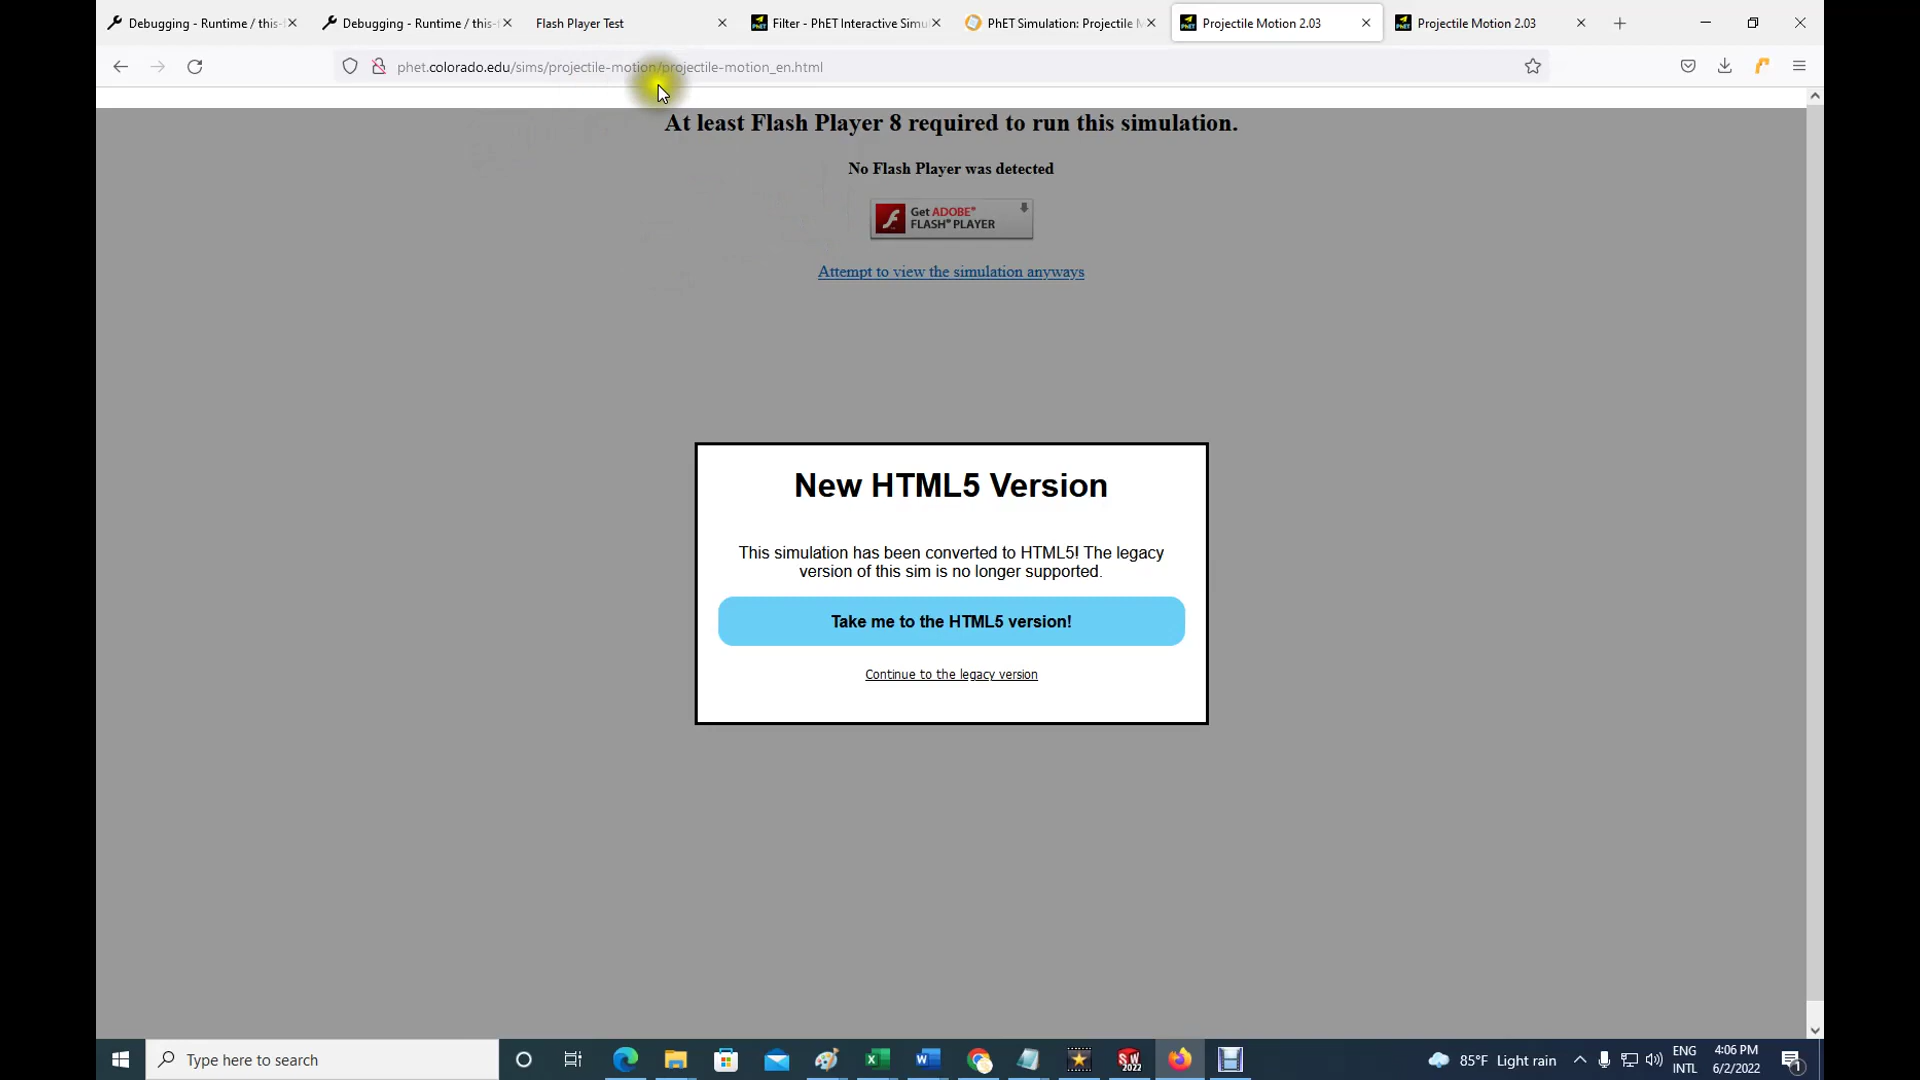 Debugging - Runtime / this-f
Debugging - Runtime / this-f
Flash Player Test
Filter - PhET Interactive Simu
PhET Simulation: Projectile M
Projectile Motion 2.03
Projectile Motion 2.03
phet.colorado.edu/sims/projectile-motion/projectile-motion_en.html
At least Flash Player 8 required to run this simulation.
No Flash Player was detected
Get ADOBE®
FLASH® PLAYER
Attempt to view the simulation anyways
New HTML5 Version
This simulation has been converted to HTML5! The legacy
version of this sim is no longer supported.
Take me to the HTML5 version!
Continue to the legacy version
Type here to search
SW
2022
85°F Light rain
ENG
INTL
4:06 PM
6/2/2022
1